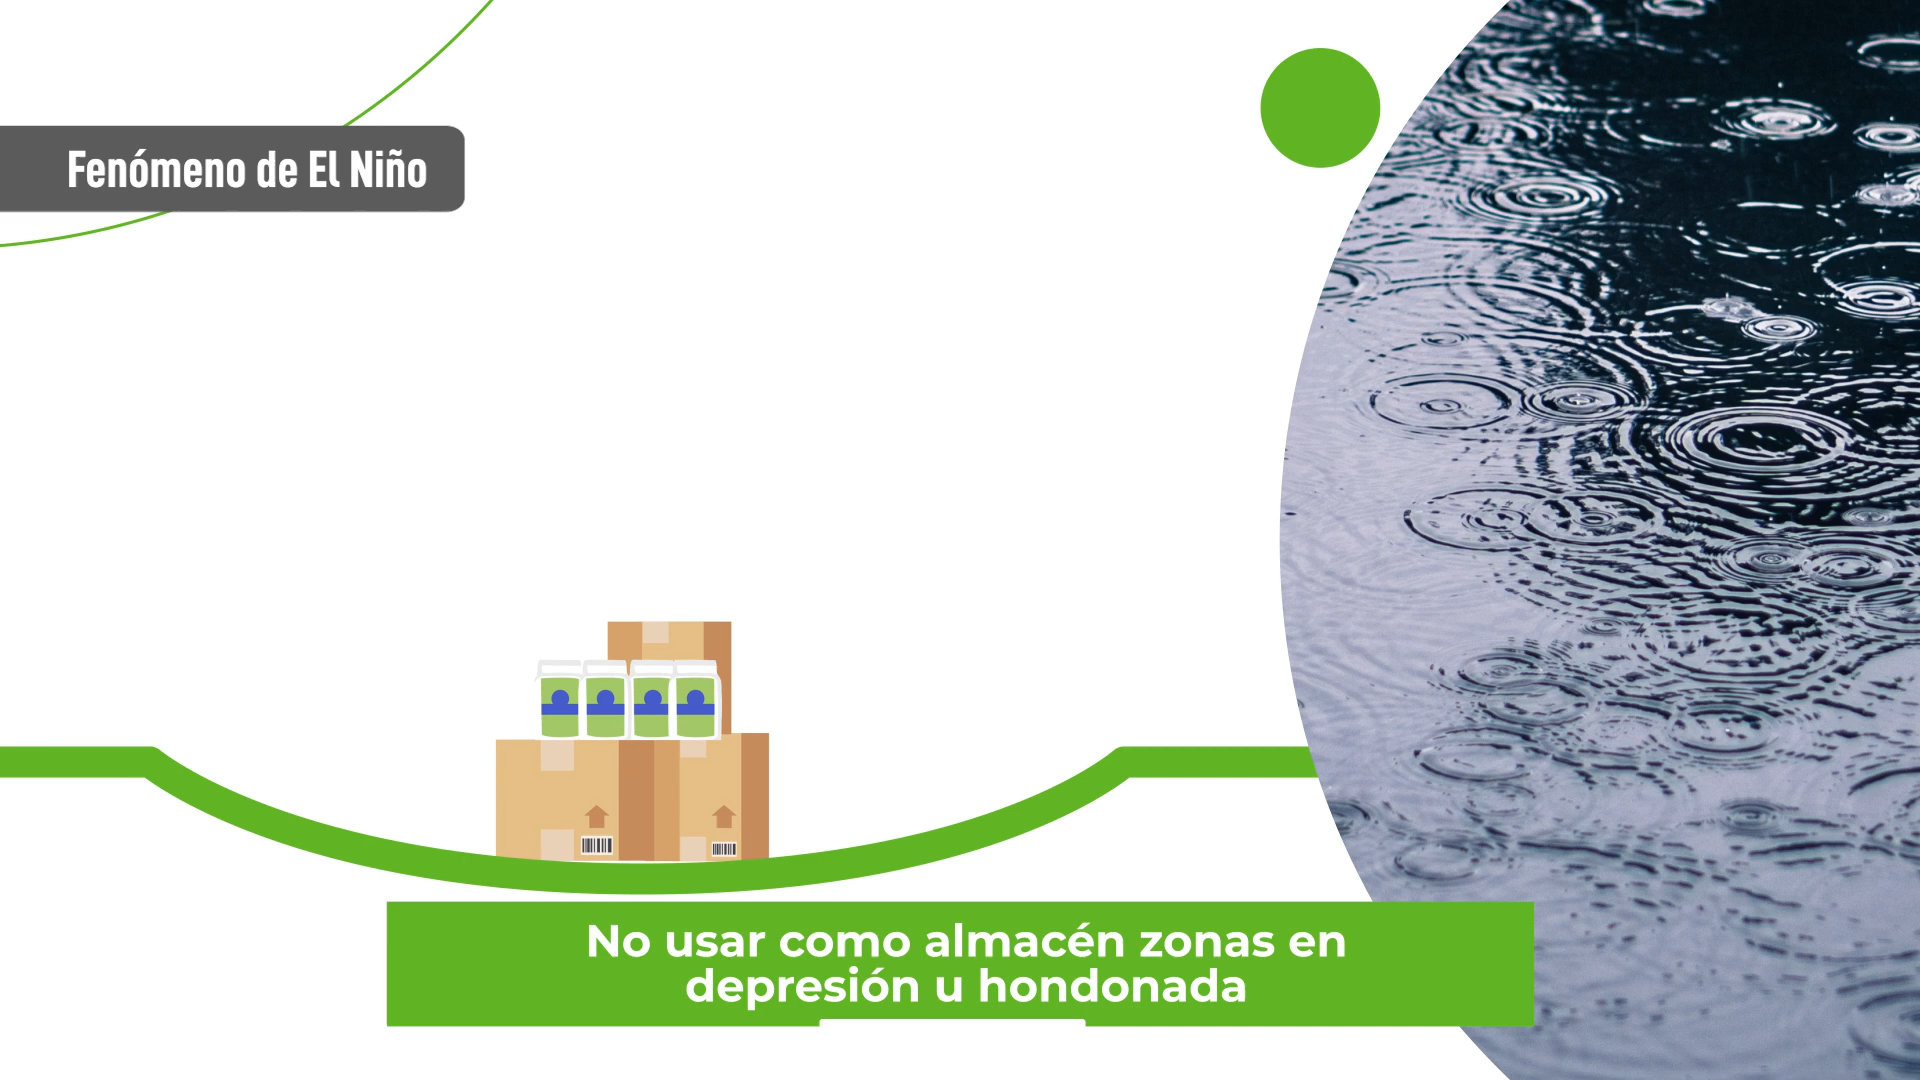 Fenómeno de El Niño
No usar como almacén zonas en
depresión u hondonada